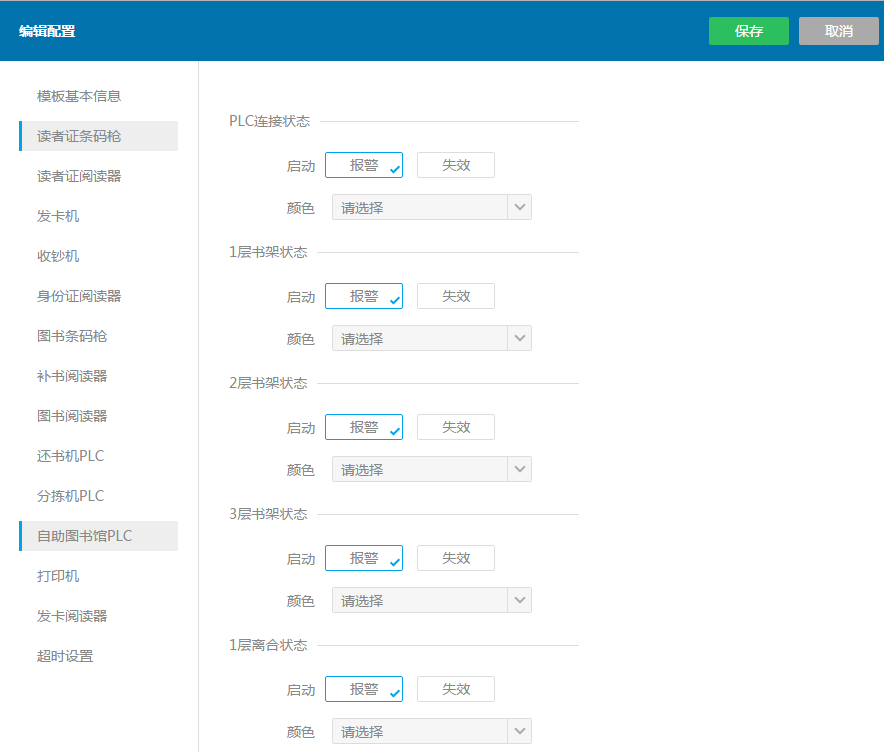 编辑配置
保存
取消
模板基本信息
读者证条码枪
读者证阅读器
发卡机
收钞机
身份证阅读器
图书条码枪
补书阅读器
图书阅读器
还书机PLC
分拣机PLC
自助图书馆PLC
打印机
发卡阅读器
超时设置
PLC连接状态
启动 报警 失效
颜色 请选择
1层书架状态
启动 报警 失效
颜色 请选择
2层书架状态
启动 报警 失效
颜色 请选择
3层书架状态
启动 报警 失效
颜色 请选择
1层离合状态
启动 报警 失效
颜色 请选择